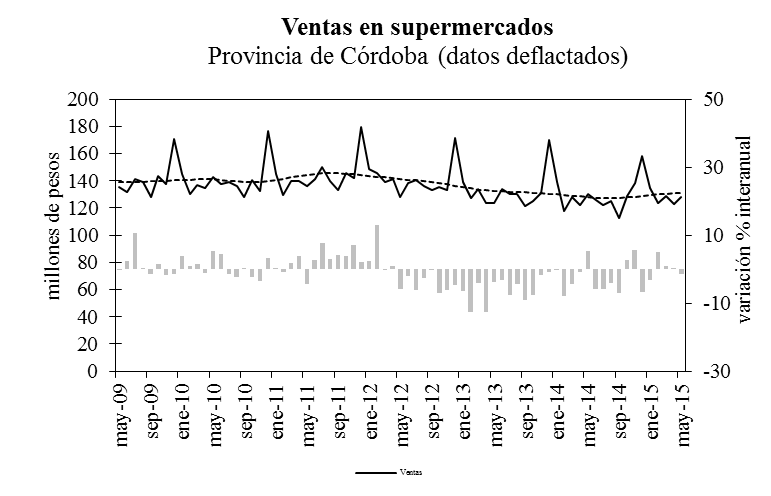 Ventas en supermercados
Provincia de Córdoba (datos deflactados)
millones de pesos
200
180
160
140
120
100
80
60
40
20
0
50
30
10
-10
-30
variación % interanual
may-09
sep-09
ene-10
may-10
sep-10
ene-11
may-11
sep-11
ene-12
may-12
sep-12
ene-13
may-13
sep-13
ene-14
may-14
sep-14
ene-15
may-15
Ventas